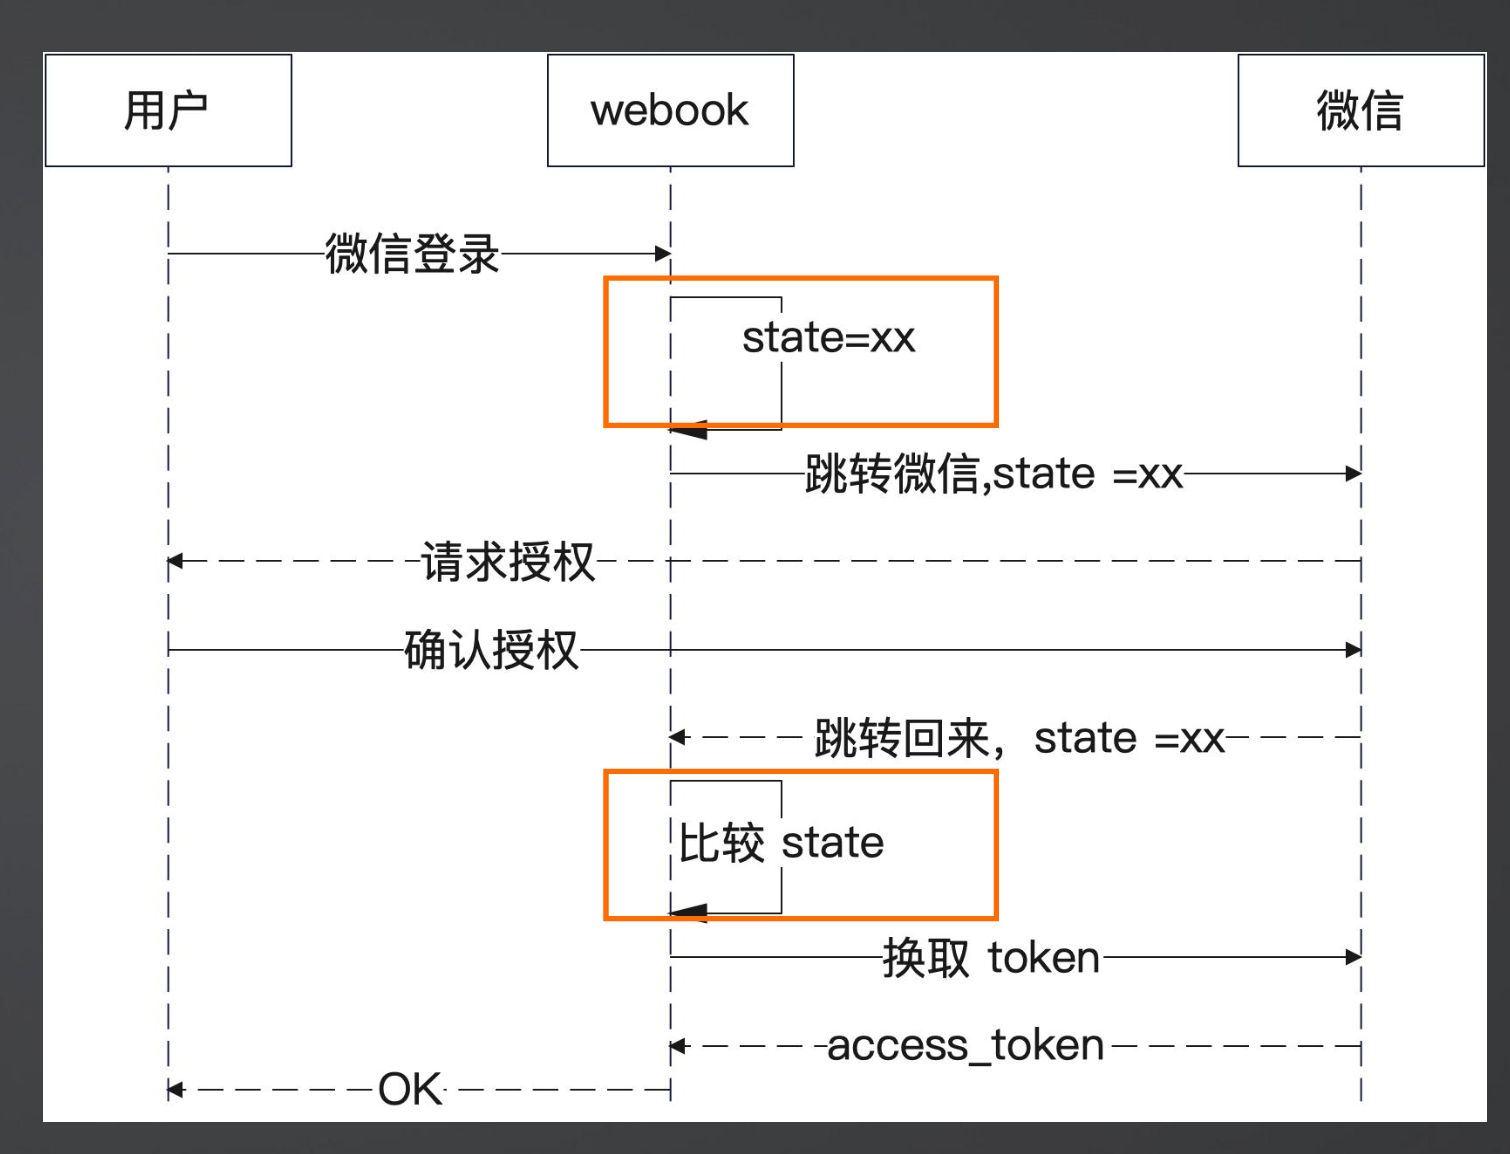 用户
webook
微信
微信登录
state=xx
跳转微信,state =xx
请求授权
确认授权
跳转回来，state =xx
比较 state
换取 token
access_token
OK